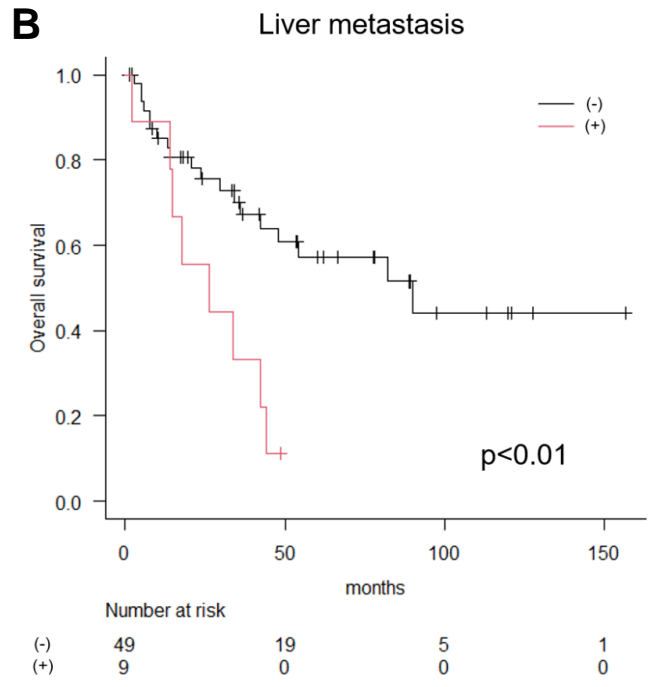 B
Liver metastasis
(-)
(+)
Overall survival
1.0
0.8
0.6
0.4
0.2
0.0
p<0.01
0 50 100 150
months
Number at risk
(-) 49 19 5 1
(+) 9 0 0 0